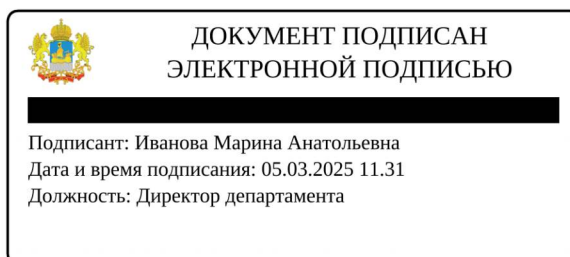 ДОКУМЕНТ ПОДПИСАН
ЭЛЕКТРОННОЙ ПОДПИСЬЮ
Подписант: Иванова Марина Анатольевна
Дата и время подписания: 05.03.2025 11.31
Должность: Директор департамента